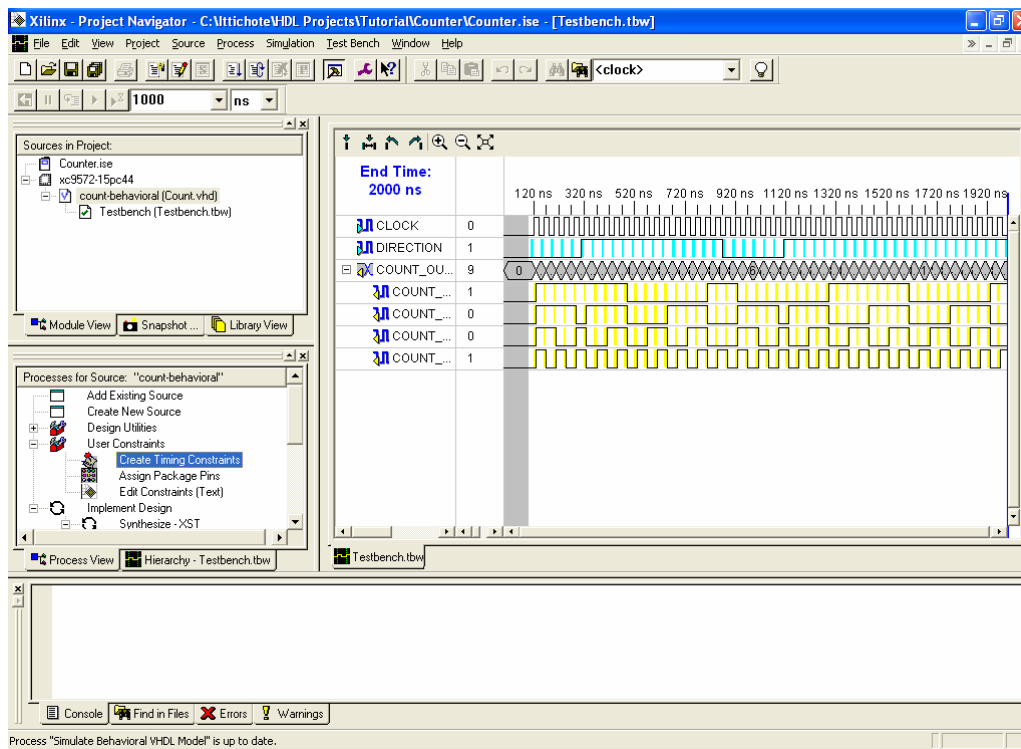 Xilinx - Project Navigator - C:\Ittichote\HDL Projects\Tutorial\Counter\Counter.ise - [Testbench.tbw]
File Edit View Project Source Process Simulation Test Bench Window Help
<clock>
1000 ns
Sources in Project:
Counter.ise
xc9572-15pc44
count-behavioral (Count.vhd)
Testbench (Testbench.tbw)
Module View Snapshot ... Library View
Processes for Source: "count-behavioral"
Add Existing Source
Create New Source
Design Utilities
User Constraints
Create Timing Constraints
Assign Package Pins
Edit Constraints (Text)
Implement Design
Synthesize - XST
Process View Hierarchy - Testbench.tbw
End Time:
2000 ns
120 ns 320 ns 520 ns 720 ns 920 ns 1120 ns 1320 ns 1520 ns 1720 ns 1920 ns
CLOCK 0
DIRECTION 1
COUNT_OU... 9 0
COUNT_... 1
COUNT_... 0
COUNT_... 0
COUNT_... 1
Testbench.tbw
Console Find in Files Errors Warnings
Process "Simulate Behavioral VHDL Model" is up to date.